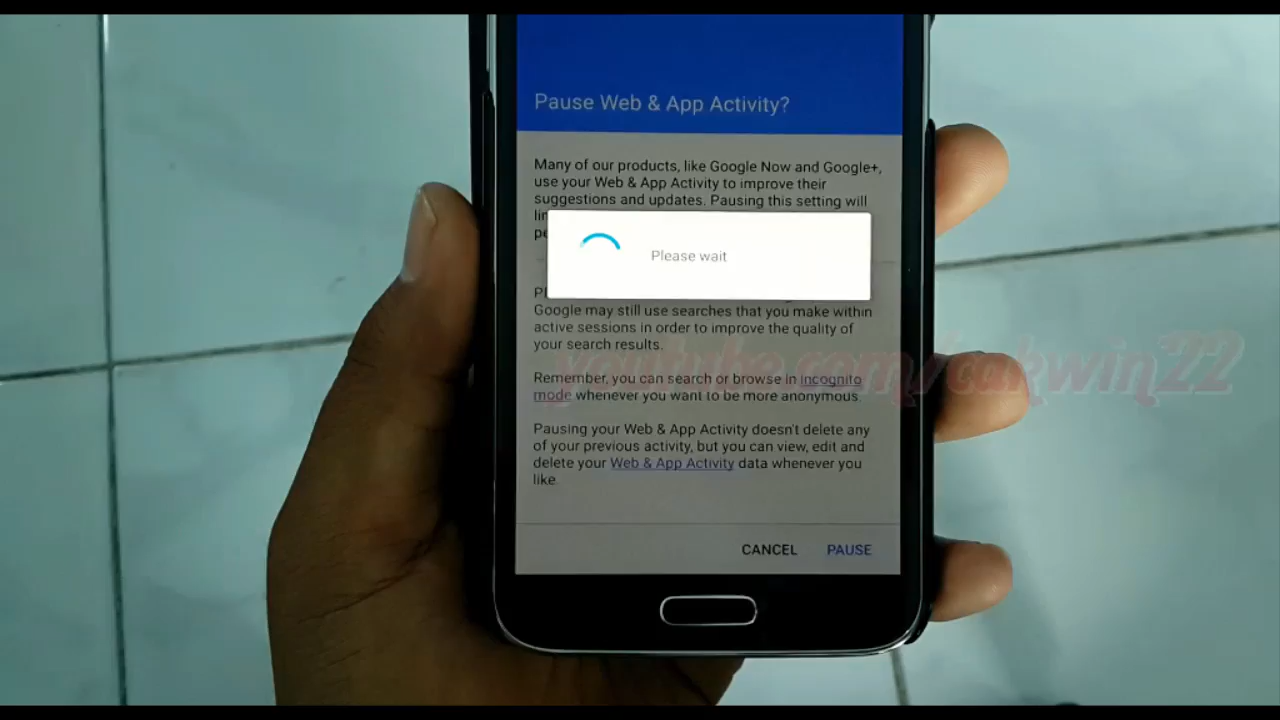 Pause Web & App Activity?
Many of our products, like Google Now and Google+,
use your Web & App Activity to improve their
suggestions and updates. Pausing this setting will
Please wait
Google may still use searches that you make within
active sessions in order to improve the quality of
your search results.
youtube.com/cakwin22
Remember, you can search or browse in incognito
mode whenever you want to be more anonymous.
Pausing your Web & App Activity doesn't delete any
of your previous activity, but you can view, edit and
delete your Web & App Activity data whenever you
like.
CANCEL PAUSE